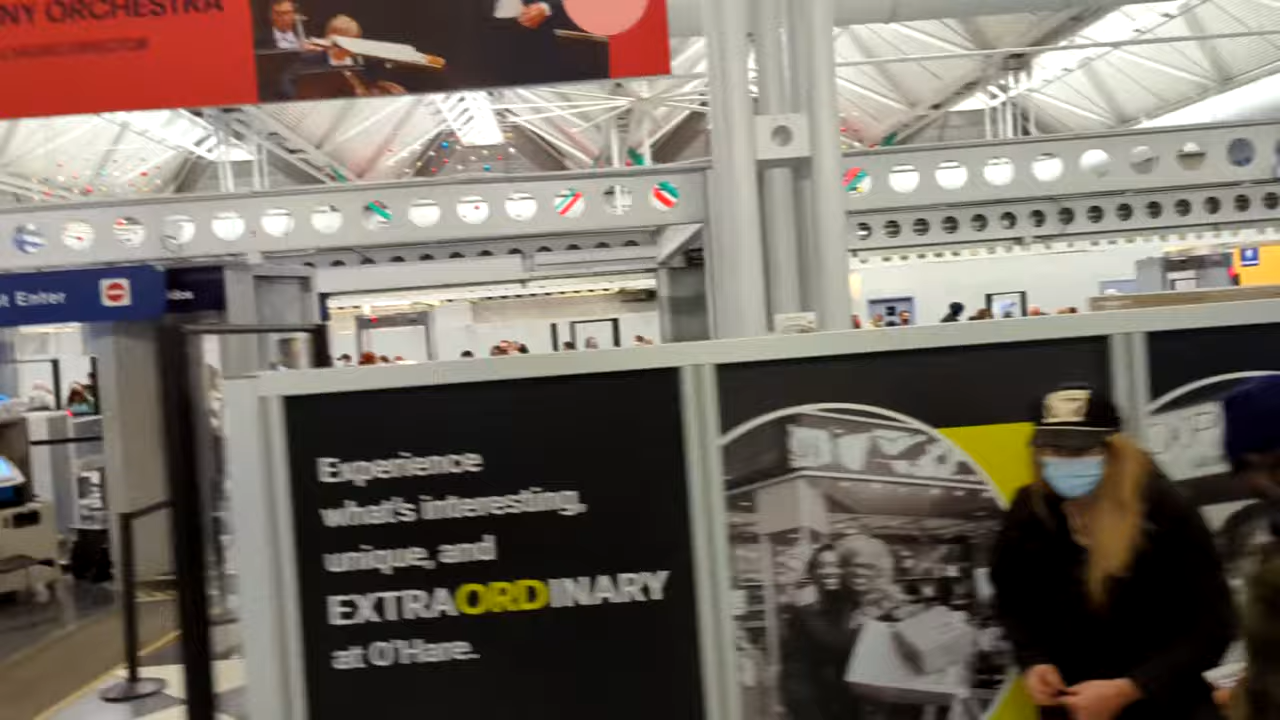 NY ORCHESTRA
t Enter
Experience
what's interesting,
unique, and
EXTRAORDINARY
at O'Hare.